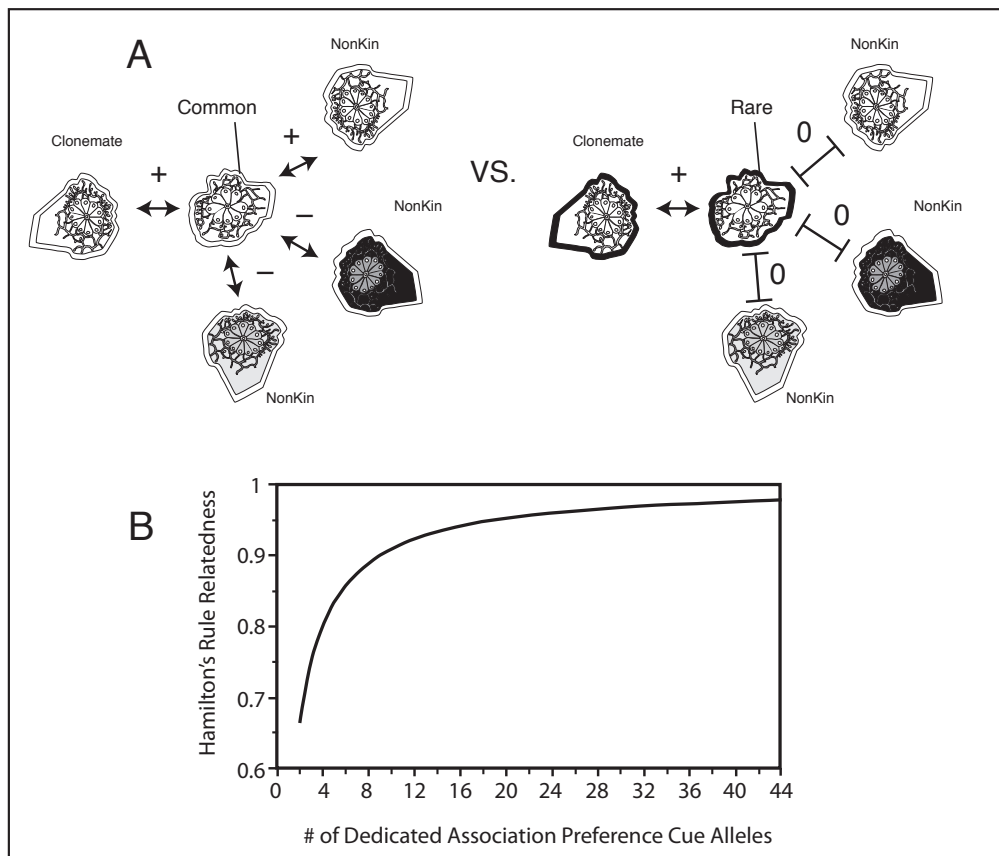 A
NonKin
Common
Clonemate
+
+
NonKin
–
–
NonKin
VS.
NonKin
Rare
Clonemate
+
0
NonKin
0
0
NonKin
B
Hamilton's Rule Relatedness
1
0.9
0.8
0.7
0.6
0 4 8 12 16 20 24 28 32 36 40 44
# of Dedicated Association Preference Cue Alleles